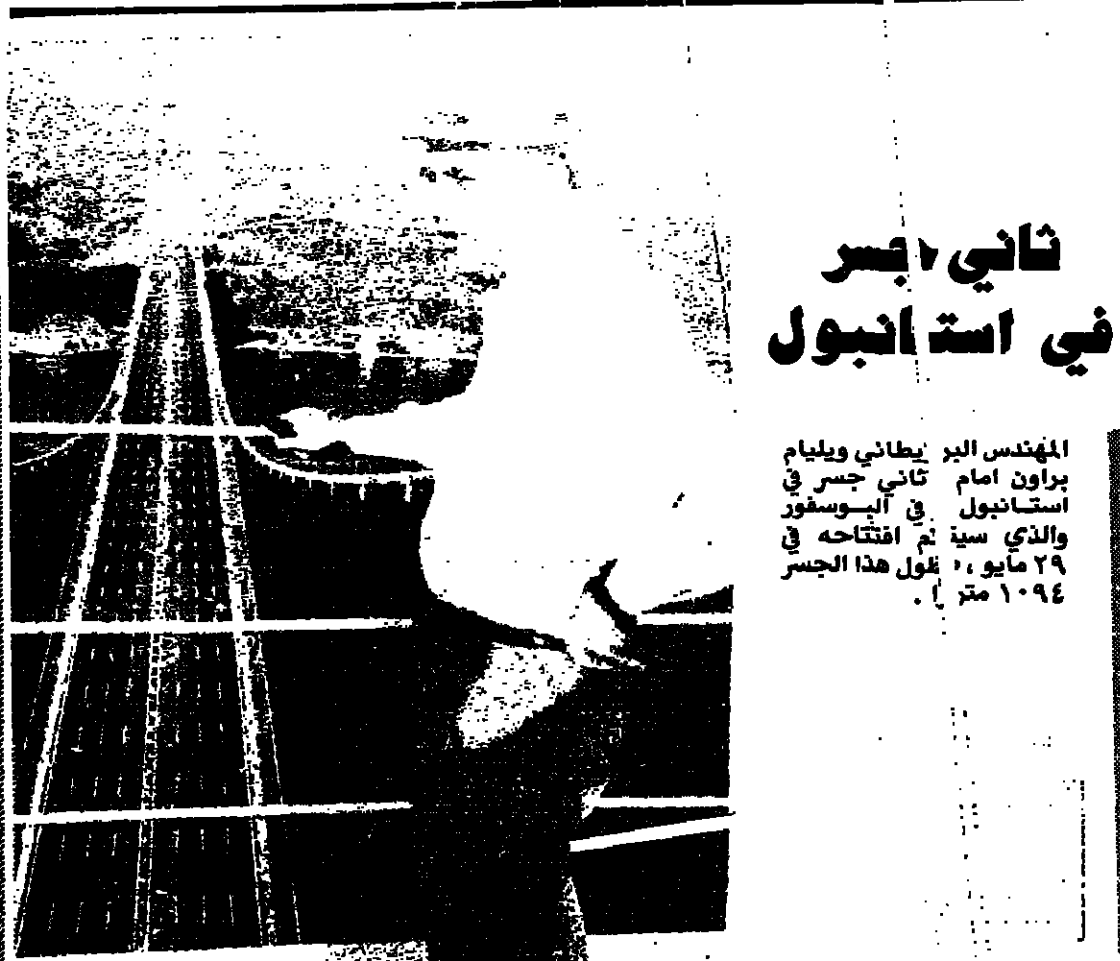 ثاني جسر
في استانبول
المهندس البريطاني ويليام
براون امام ثاني جسر في
استانبول في البوسفور
والذي سيتم افتتاحه في
٢٩ مايو، طول هذا الجسر
١٠٩٤ مترا.